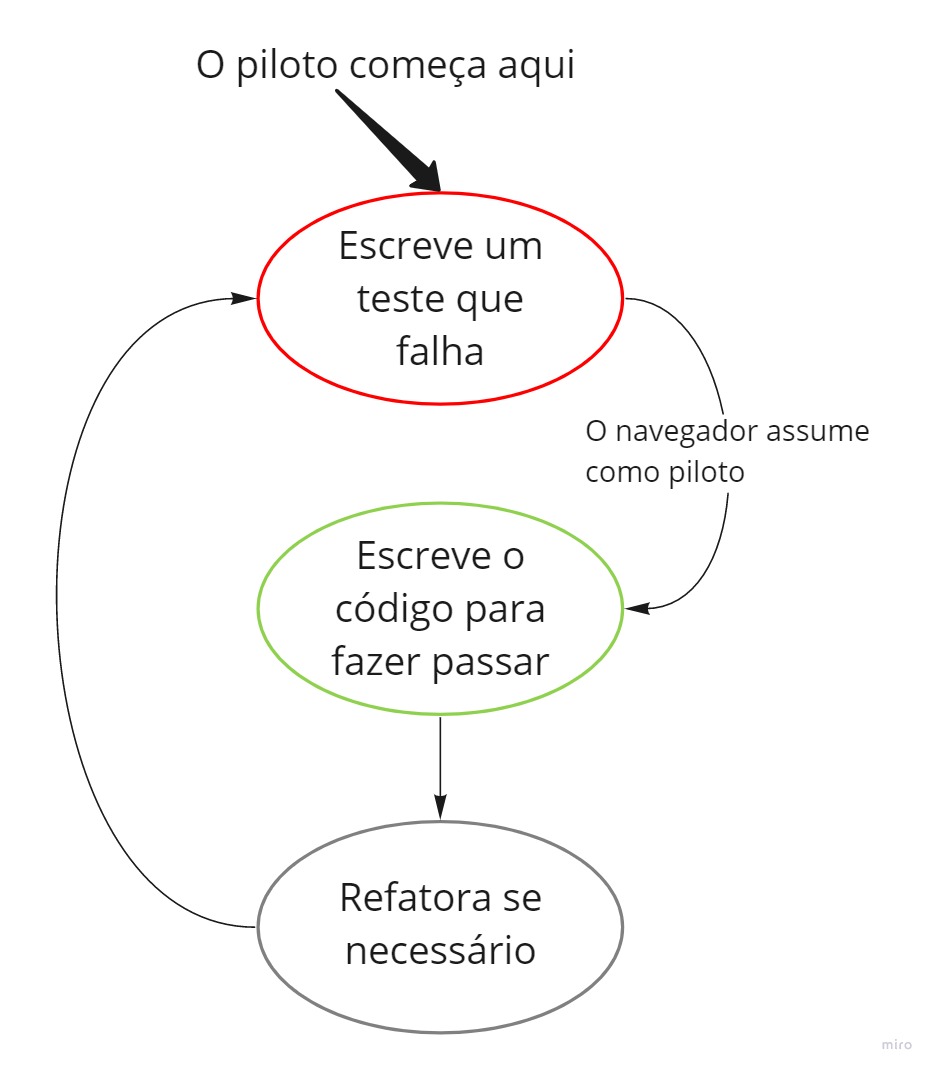 O piloto começa aqui
Escreve um
teste que
falha
O navegador assume
como piloto
Escreve o
código para
fazer passar
Refatora se
necessário
miro